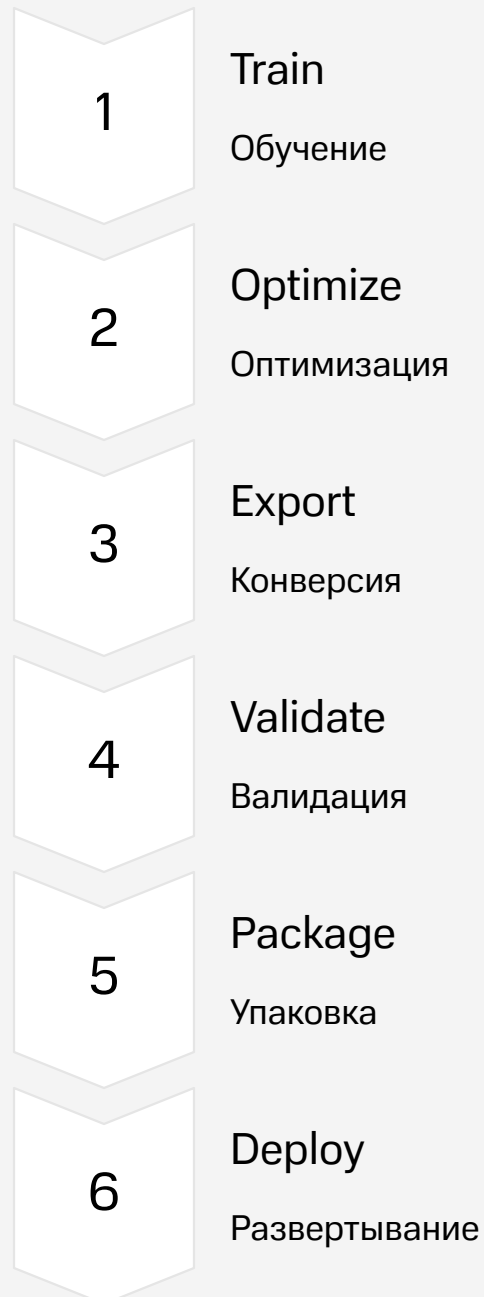 1
Train
Обучение
2
Optimize
Оптимизация
3
Export
Конверсия
4
Validate
Валидация
5
Package
Упаковка
6
Deploy
Развертывание